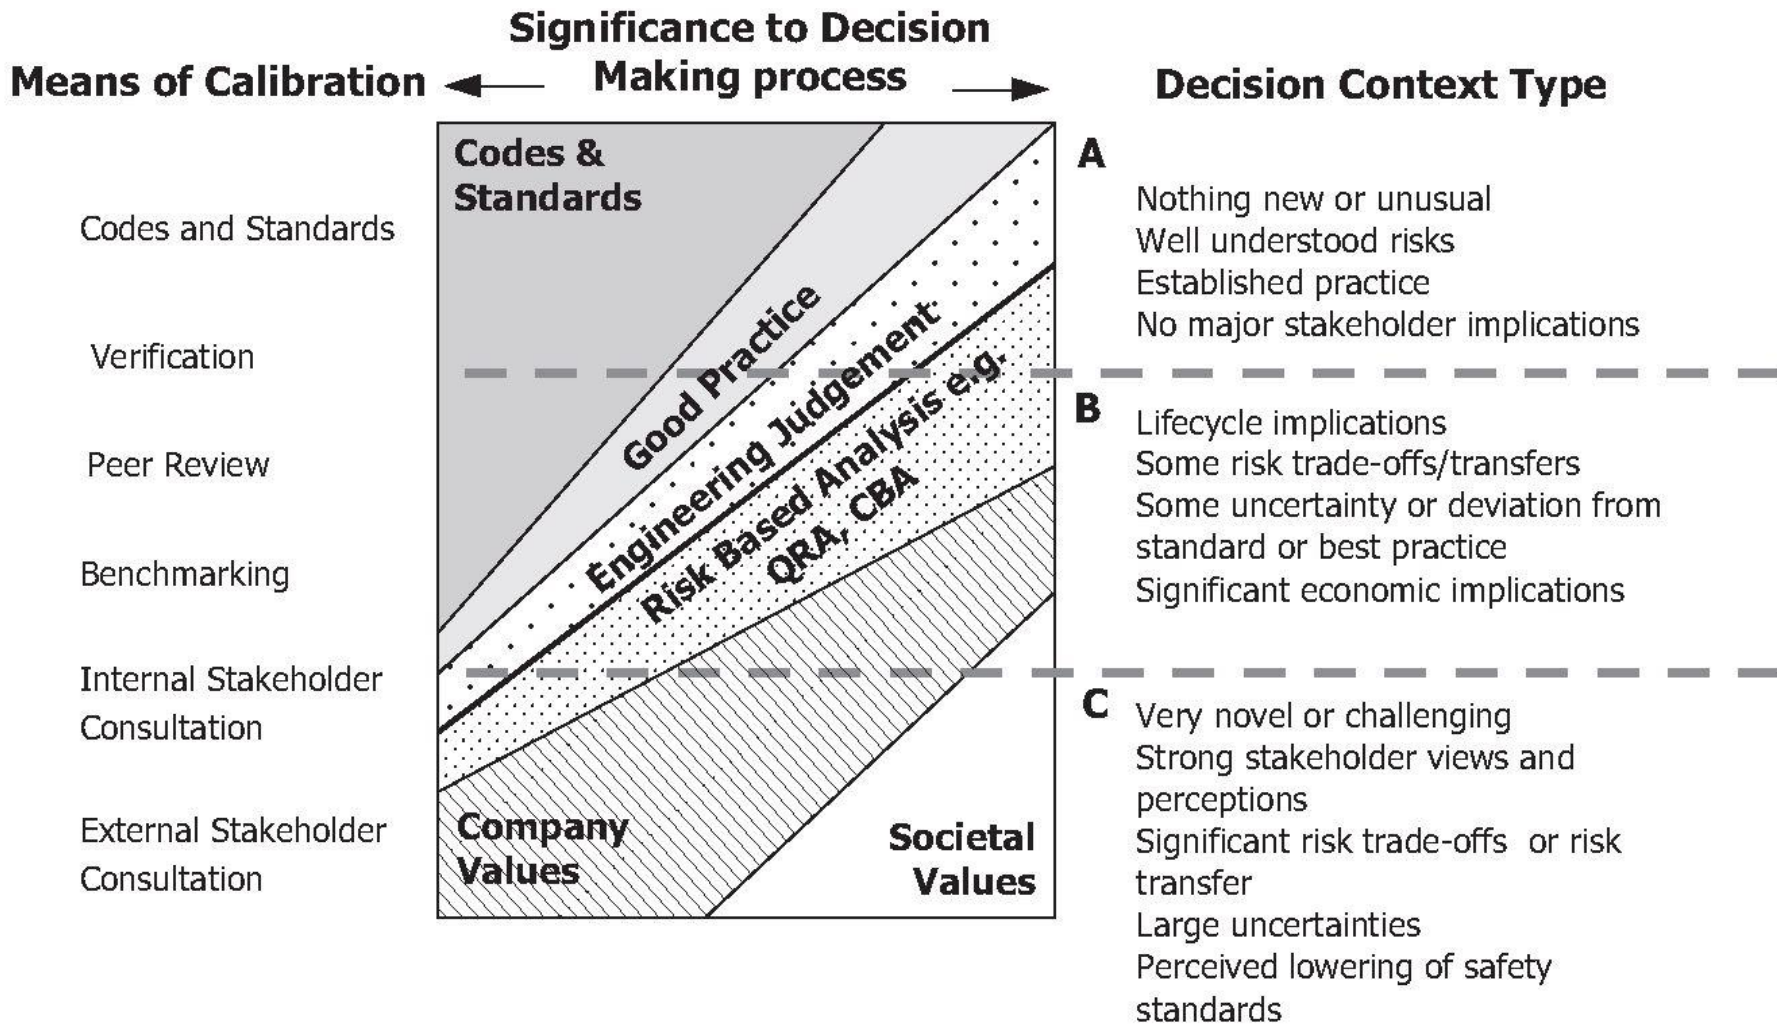 Significance to Decision
Making process
Means of Calibration
Decision Context Type
Codes and Standards
Verification
Peer Review
Benchmarking
Internal Stakeholder
Consultation
External Stakeholder
Consultation
Codes &
Standards
Good Practice
Engineering Judgement
Risk Based Analysis e.g.
QRA, CBA
Company
Values
Societal
Values
A
Nothing new or unusual
Well understood risks
Established practice
No major stakeholder implications
B
Lifecycle implications
Some risk trade-offs/transfers
Some uncertainty or deviation from
standard or best practice
Significant economic implications
C
Very novel or challenging
Strong stakeholder views and
perceptions
Significant risk trade-offs or risk
transfer
Large uncertainties
Perceived lowering of safety
standards